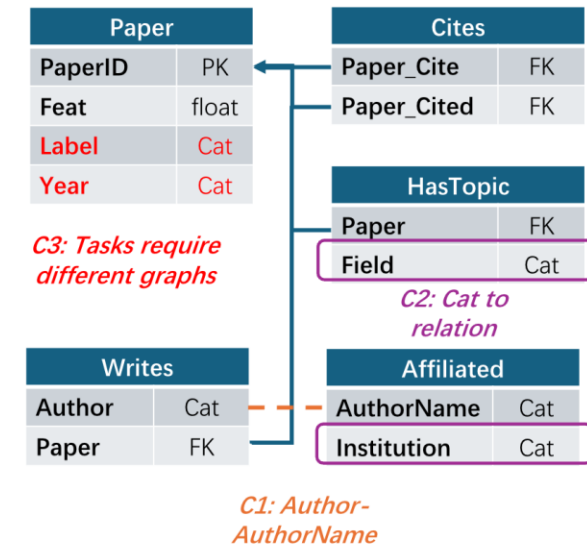 Paper
PaperID PK
Feat float
Label Cat
Year Cat
Cites
Paper_Cite FK
Paper_Cited FK
HasTopic
Paper FK
Field Cat
C3: Tasks require
different graphs
C2: Cat to
relation
Writes
Author Cat
Paper FK
Affiliated
AuthorName Cat
Institution Cat
C1: Author-
AuthorName